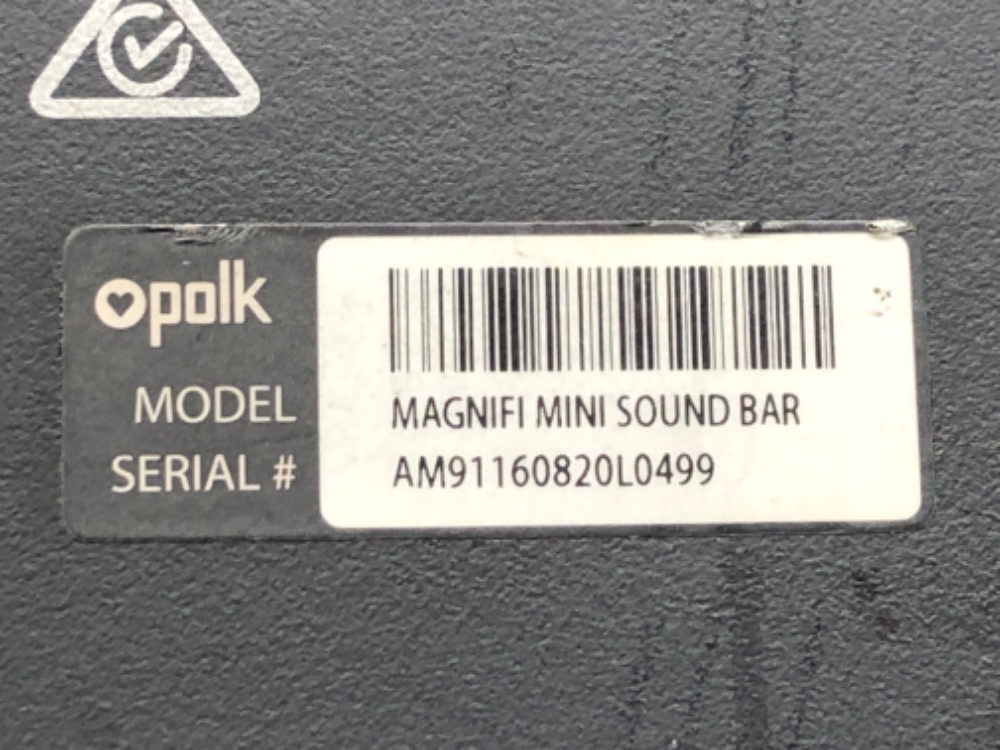 polk
MODEL MAGNIFI MINI SOUND BAR
SERIAL # AM91160820L0499